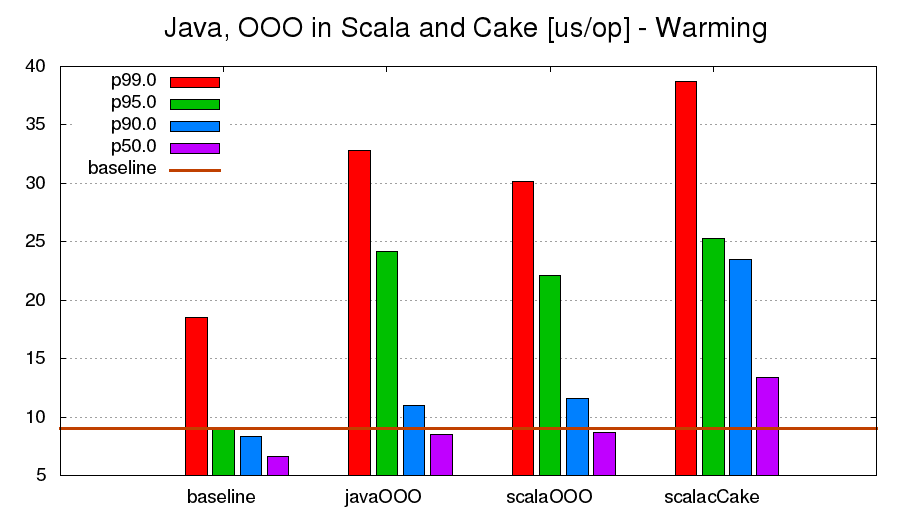 Java, OOO in Scala and Cake [us/op] - Warming
40
35
30
25
20
15
10
5
p99.0
p95.0
p90.0
p50.0
baseline
baseline javaOOO scalaOOO scalacCake